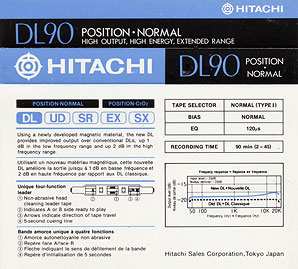 DL90 POSITION • NORMAL
HIGH OUTPUT, HIGH ENERGY, EXTENDED RANGE
HITACHI
HITACHI
DL90 POSITION
• NORMAL
POSITION-NORMAL POSITION-CrO2
DL UD SR EX SX
Using a newly developed magnetic material, the new DL
provides improved output over conventional DLs, up 1
dB in the low frequency range and up 2 dB in the high
frequency range.
Utilisant un nouveau matériau magnétique, cette nouvelle
DL améliore la sortie jusqu'à 1 dB en basse fréquence et
2 dB en haute fréquence par rapport aux DL classiques.
Unique four-function
leader
① Non-abrasive head
cleaning leader tape
② Indicates A or B side ready to play
③ Arrows indicate direction of tape travel
④ 5-second cueing line
Bande amorce unique à quatre fonctions
① Amorce autonettoyante non abrasive
② Repère face A/face B
③ Flèche indiquant le sens de défilement de la bande
④ Repère d'initialisation de 5 secondes
TAPE SELECTOR NORMAL (TYPE I)
BIAS NORMAL
EQ 120μs
RECORDING TIME 90 min (2 × 45)
Frequency response • Réponse en fréquence
New DL • Nouvelle DL
Old DL • DL Classique
50 100 1K 10K 20K
Hitachi Sales Corporation, Tokyo Japan